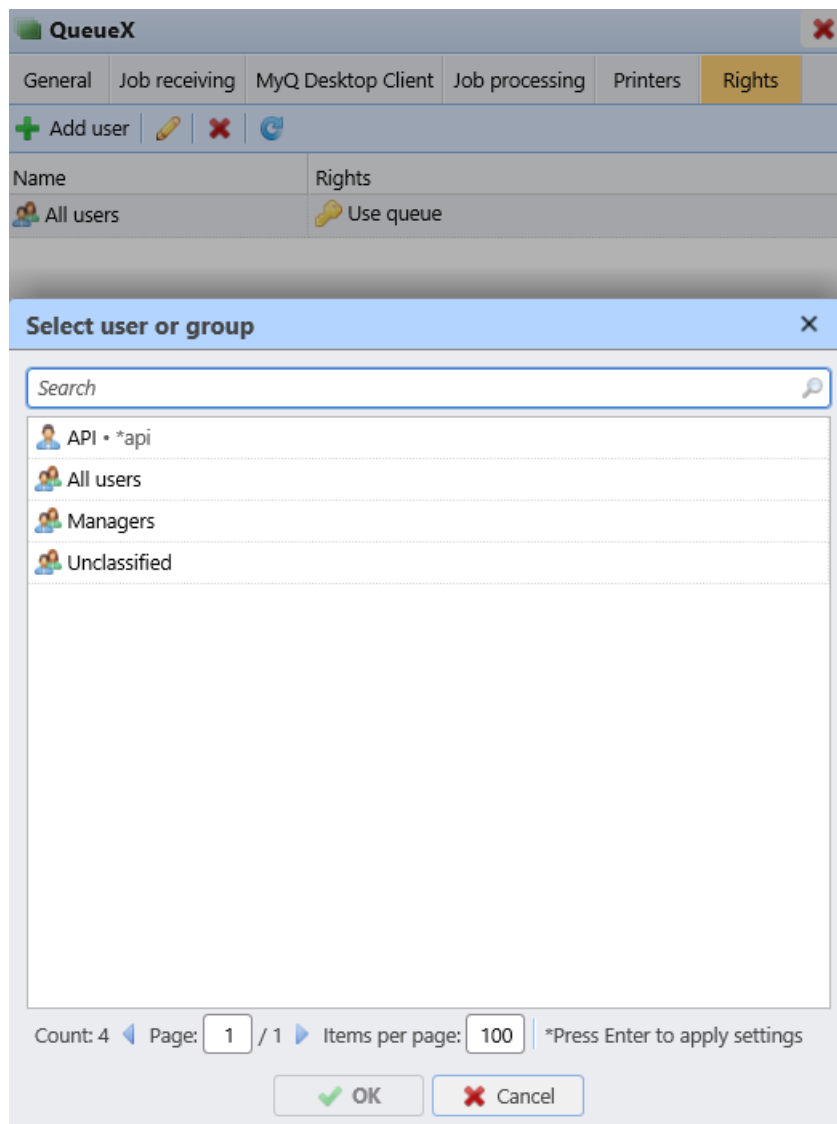 QueueX
General Job receiving MyQ Desktop Client Job processing Printers Rights
Add user
Name Rights
All users Use queue
Select user or group
Search
API • *api
All users
Managers
Unclassified
Count: 4 Page: 1 / 1 Items per page: 100 *Press Enter to apply settings
OK Cancel